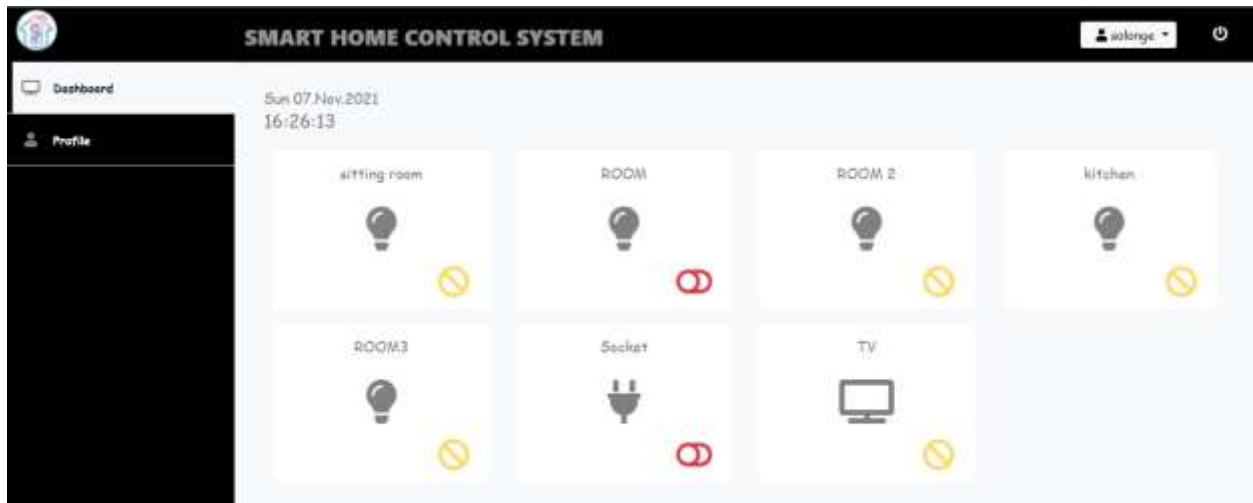 SMART HOME CONTROL SYSTEM
solange
Dashboard
Profile
Sun 07.Nov.2021
16:26:13
sitting room
ROOM
ROOM 2
kitchen
ROOM3
Socket
TV